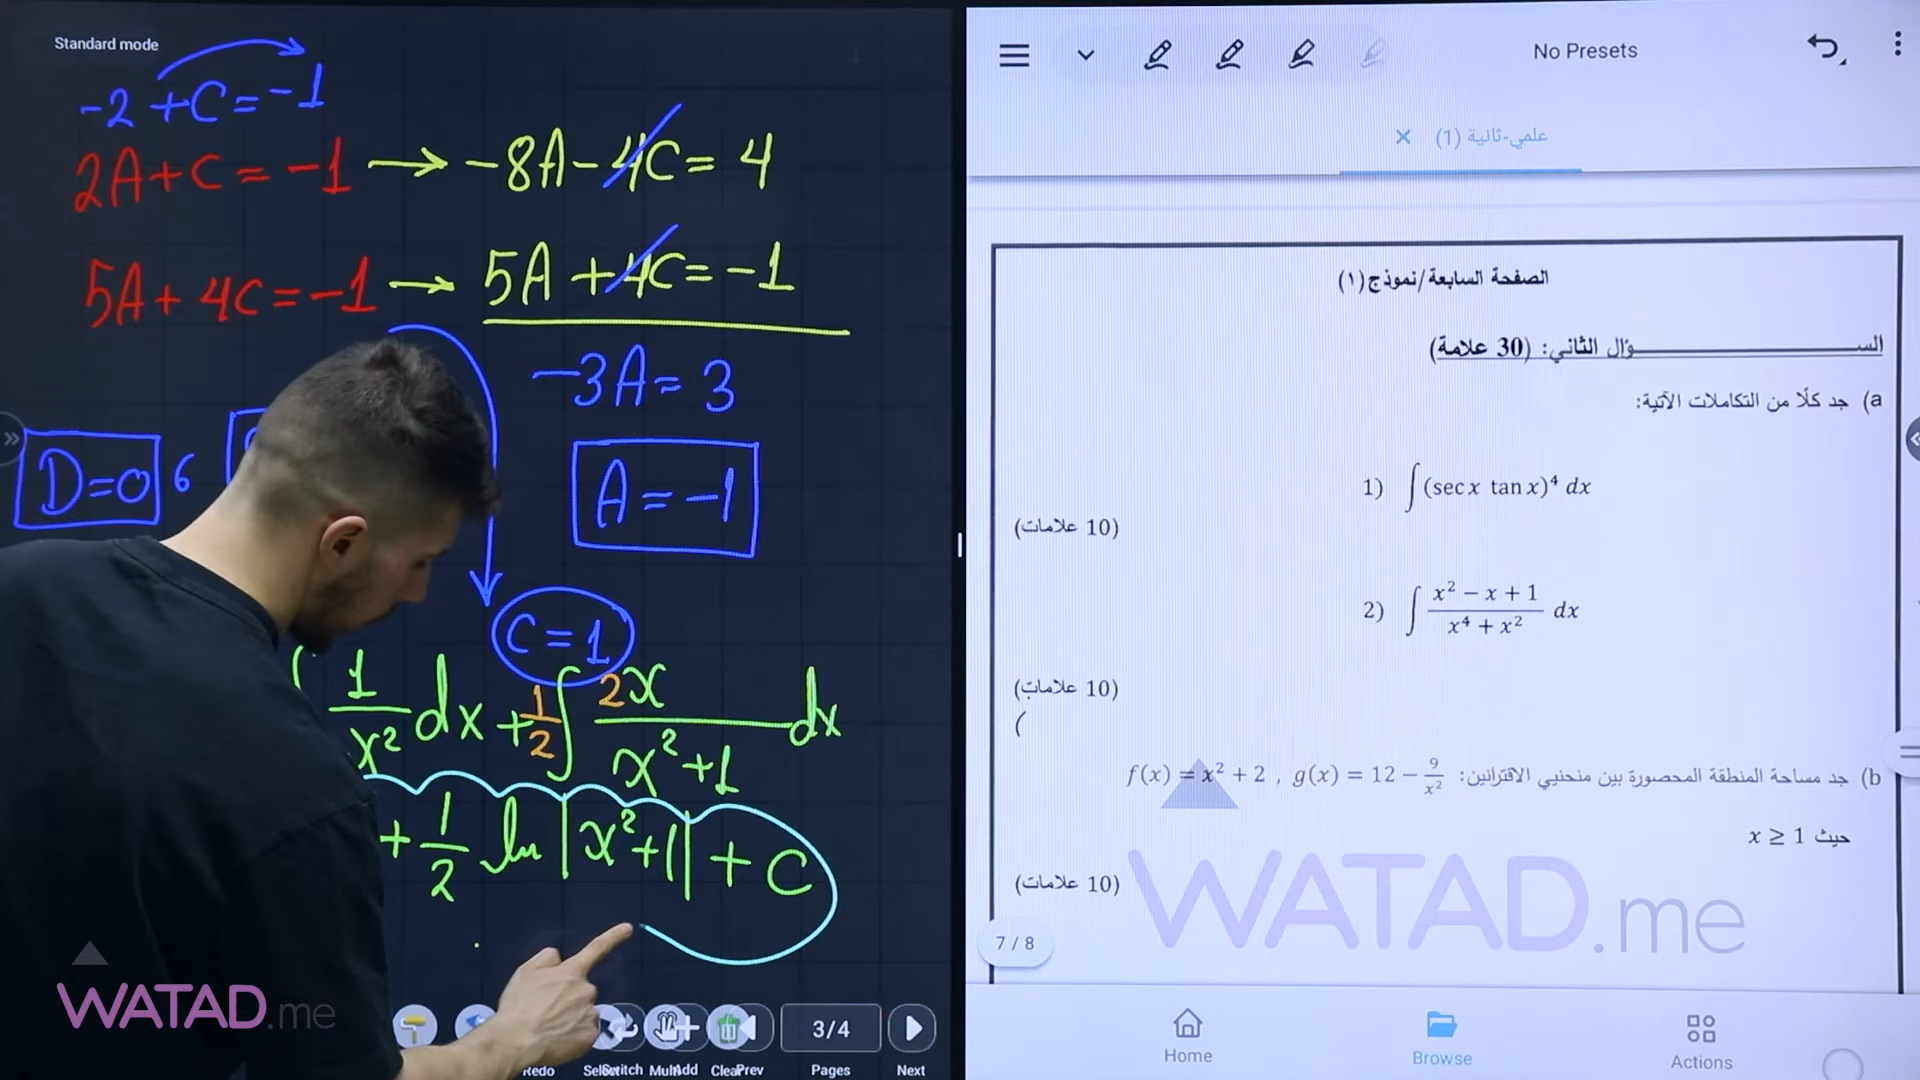 Standard mode
-2 + C = -1
2A + C = -1 → -8A - 4C = 4
5A + 4C = -1 → 5A + 4C = -1
-3A = 3
D = 0
6
A = -1
C = 1
1/x² dx + 1/2 ∫ 2x/(x²+1) dx
+ 1/2 ln |x²+1| + C
WATAD.me
Redo
Select
Switch
Multi
Add
Clear
Prev
3/4
Pages
Next
No Presets
علمي-ثانية (1) ×
الصفحة السابعة/نموذج(١)
الســـــــــــؤال الثاني: (30 علامة)
a) جد كلًا من التكاملات الآتية:
1) ∫(sec x tan x)⁴ dx
(10 علامات)
2) ∫ (x² − x + 1)/(x⁴ + x²) dx
(10 علامات)
(
b) جد مساحة المنطقة المحصورة بين منحنيي الاقترانين: f(x) = x² + 2 , g(x) = 12 − 9/x²
حيث x ≥ 1
(10 علامات)
WATAD.me
7 / 8
Home
Browse
Actions